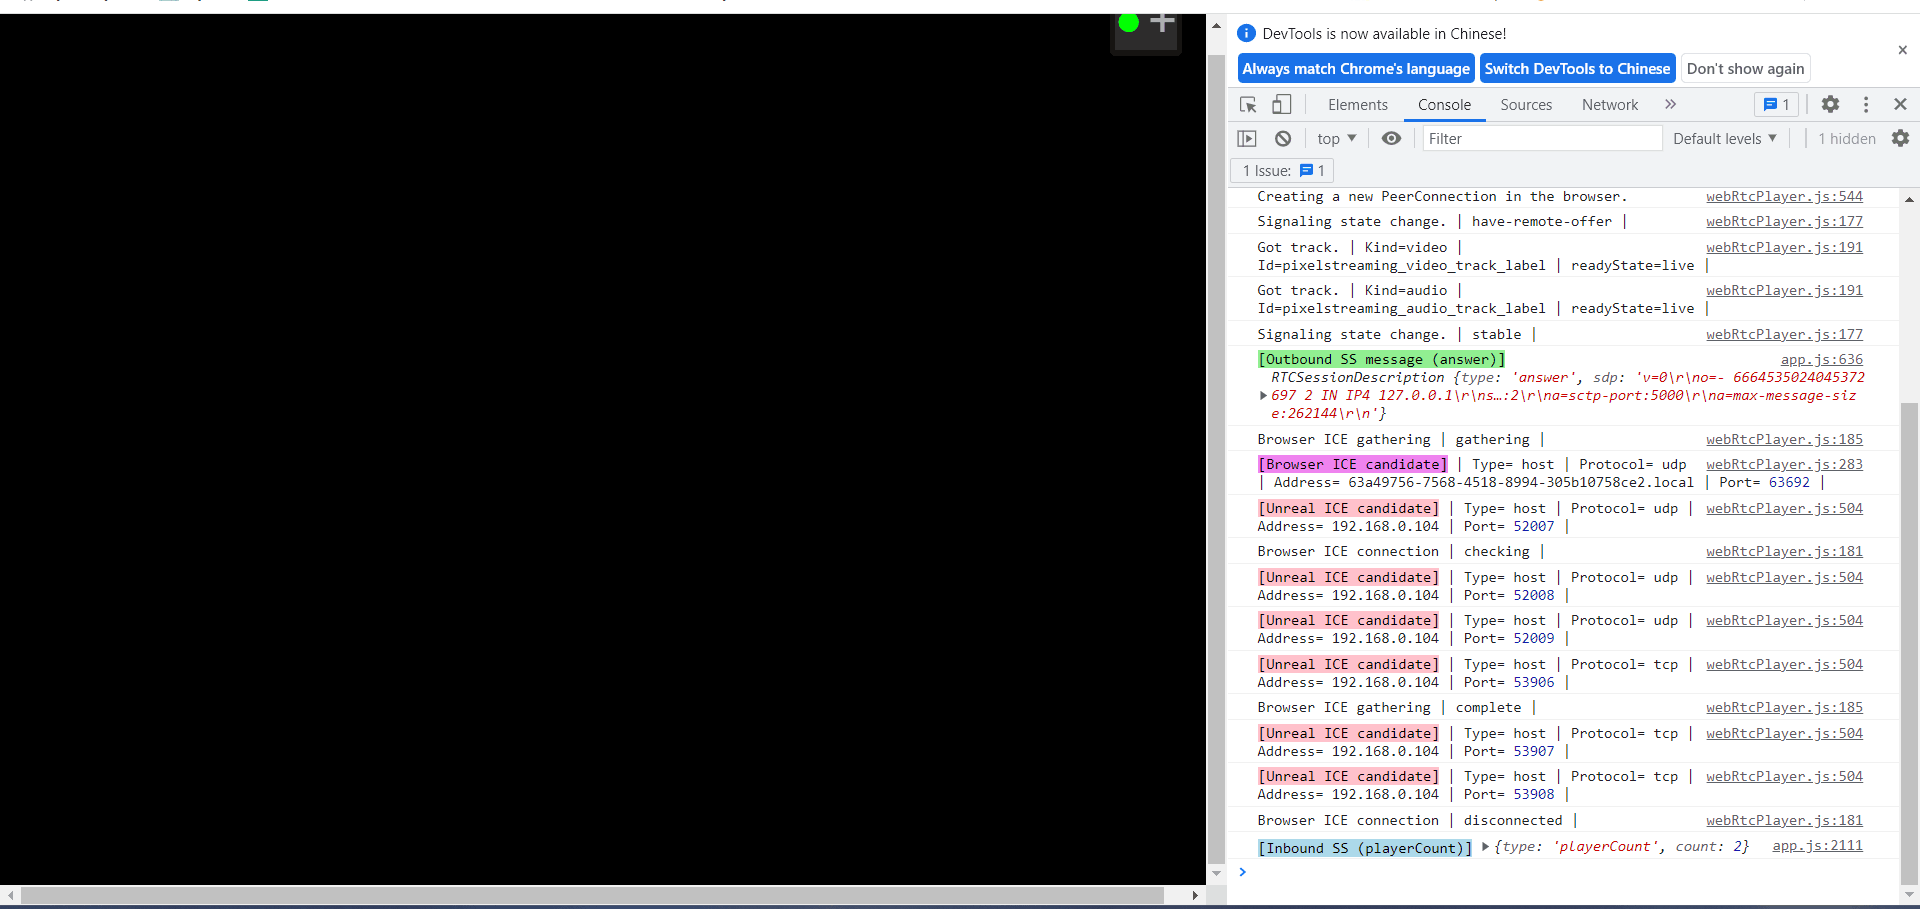 DevTools is now available in Chinese!
Always match Chrome's language Switch DevTools to Chinese Don't show again
Elements Console Sources Network 1
top Filter Default levels 1 hidden
1 Issue: 1
Creating a new PeerConnection in the browser. webRtcPlayer.js:544
Signaling state change. | have-remote-offer | webRtcPlayer.js:177
Got track. | Kind=video | webRtcPlayer.js:191
Id=pixelstreaming_video_track_label | readyState=live |
Got track. | Kind=audio | webRtcPlayer.js:191
Id=pixelstreaming_audio_track_label | readyState=live |
Signaling state change. | stable | webRtcPlayer.js:177
[Outbound SS message (answer)] app.js:636
RTCSessionDescription {type: 'answer', sdp: 'v=0\r\no=- 6664535024045372
697 2 IN IP4 127.0.0.1\r\ns…:2\r\na=sctp-port:5000\r\na=max-message-siz
e:262144\r\n'}
Browser ICE gathering | gathering | webRtcPlayer.js:185
[Browser ICE candidate] | Type= host | Protocol= udp webRtcPlayer.js:283
| Address= 63a49756-7568-4518-8994-305b10758ce2.local | Port= 63692 |
[Unreal ICE candidate] | Type= host | Protocol= udp | webRtcPlayer.js:504
Address= 192.168.0.104 | Port= 52007 |
Browser ICE connection | checking | webRtcPlayer.js:181
[Unreal ICE candidate] | Type= host | Protocol= udp | webRtcPlayer.js:504
Address= 192.168.0.104 | Port= 52008 |
[Unreal ICE candidate] | Type= host | Protocol= udp | webRtcPlayer.js:504
Address= 192.168.0.104 | Port= 52009 |
[Unreal ICE candidate] | Type= host | Protocol= tcp | webRtcPlayer.js:504
Address= 192.168.0.104 | Port= 53906 |
Browser ICE gathering | complete | webRtcPlayer.js:185
[Unreal ICE candidate] | Type= host | Protocol= tcp | webRtcPlayer.js:504
Address= 192.168.0.104 | Port= 53907 |
[Unreal ICE candidate] | Type= host | Protocol= tcp | webRtcPlayer.js:504
Address= 192.168.0.104 | Port= 53908 |
Browser ICE connection | disconnected | webRtcPlayer.js:181
[Inbound SS (playerCount)] {type: 'playerCount', count: 2} app.js:2111